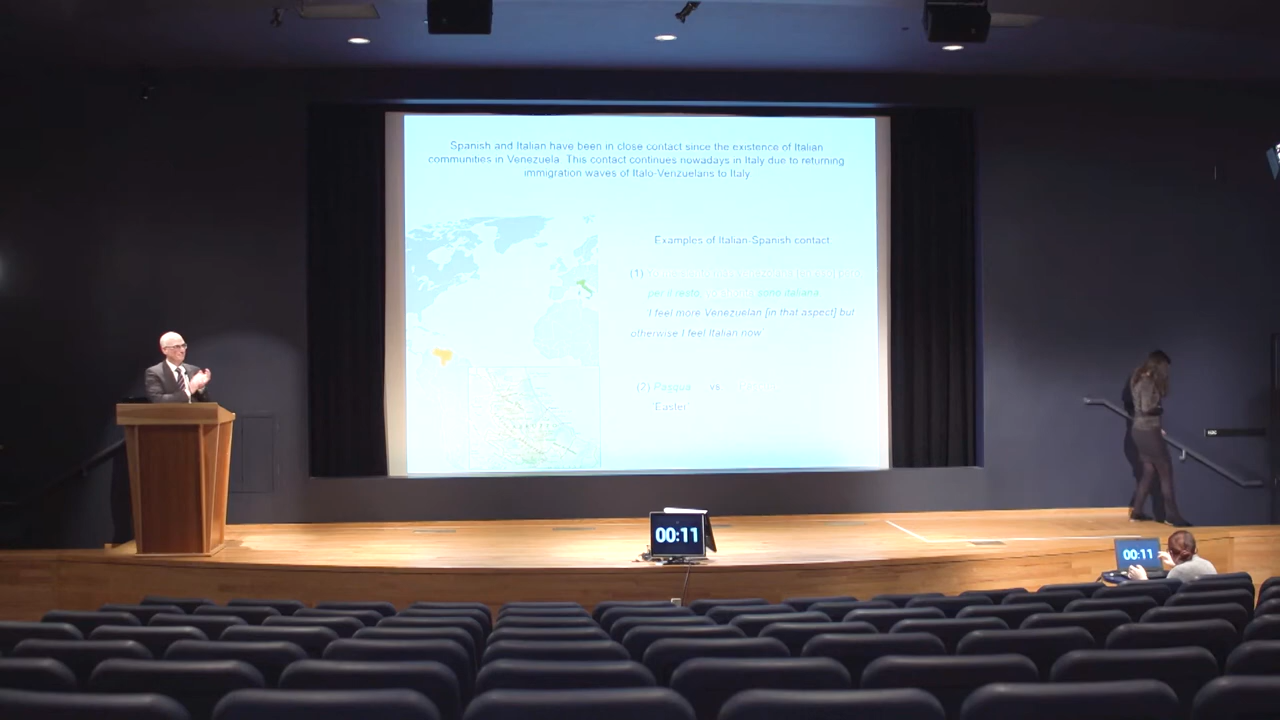 Spanish and Italian have been in close contact since the existence of Italian
communities in Venezuela. This contact continues nowadays in Italy due to returning
immigration waves of Italo-Venzuelans to Italy
Examples of Italian-Spanish contact
(1)
per il resto, sono italiana
'I feel more Venezuelan [in that aspect] but
otherwise I feel Italian now
(2) Pasqua vs
'Easter'
00:11
00:11